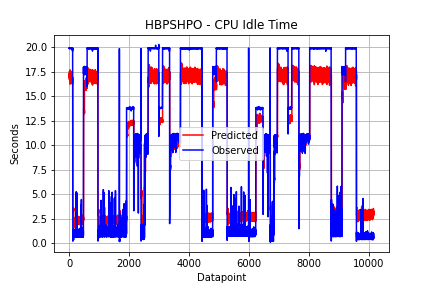 HBPSHPO - CPU Idle Time
20.0
17.5
15.0
12.5
10.0
7.5
5.0
2.5
0.0
Seconds
Predicted
Observed
0 2000 4000 6000 8000 10000
Datapoint